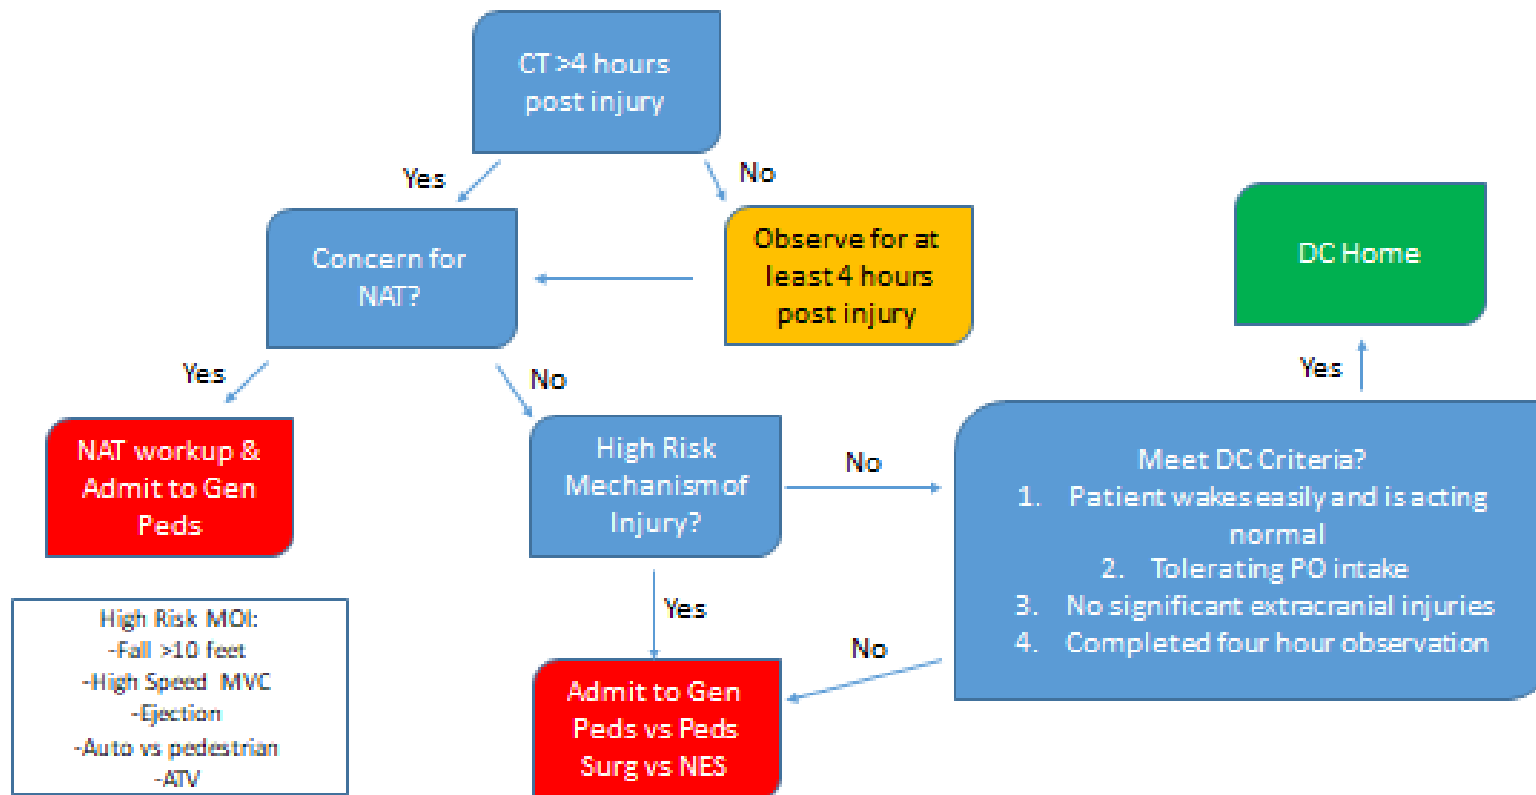 CT >4 hours
post injury
Yes
No
Concern for
NAT?
Observe for at
least 4 hours
post injury
DC Home
Yes
No
Yes
NAT workup &
Admit to Gen
Peds
High Risk
Mechanism of
Injury?
No
Meet DC Criteria?
1. Patient wakes easily and is acting
normal
2. Tolerating PO intake
3. No significant extracranial injuries
4. Completed four hour observation
High Risk MOI:
-Fall >10 feet
-High Speed MVC
-Ejection
-Auto vs pedestrian
-ATV
Yes
No
Admit to Gen
Peds vs Peds
Surg vs NES